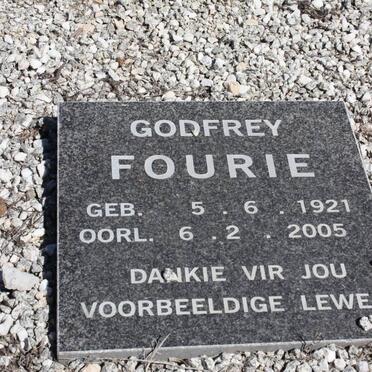 GODFREY
FOURIE
GEB. 5 . 6 . 1921
OORL. 6 . 2 . 2005
DANKIE VIR JOU
VOORBEELDIGE LEWE